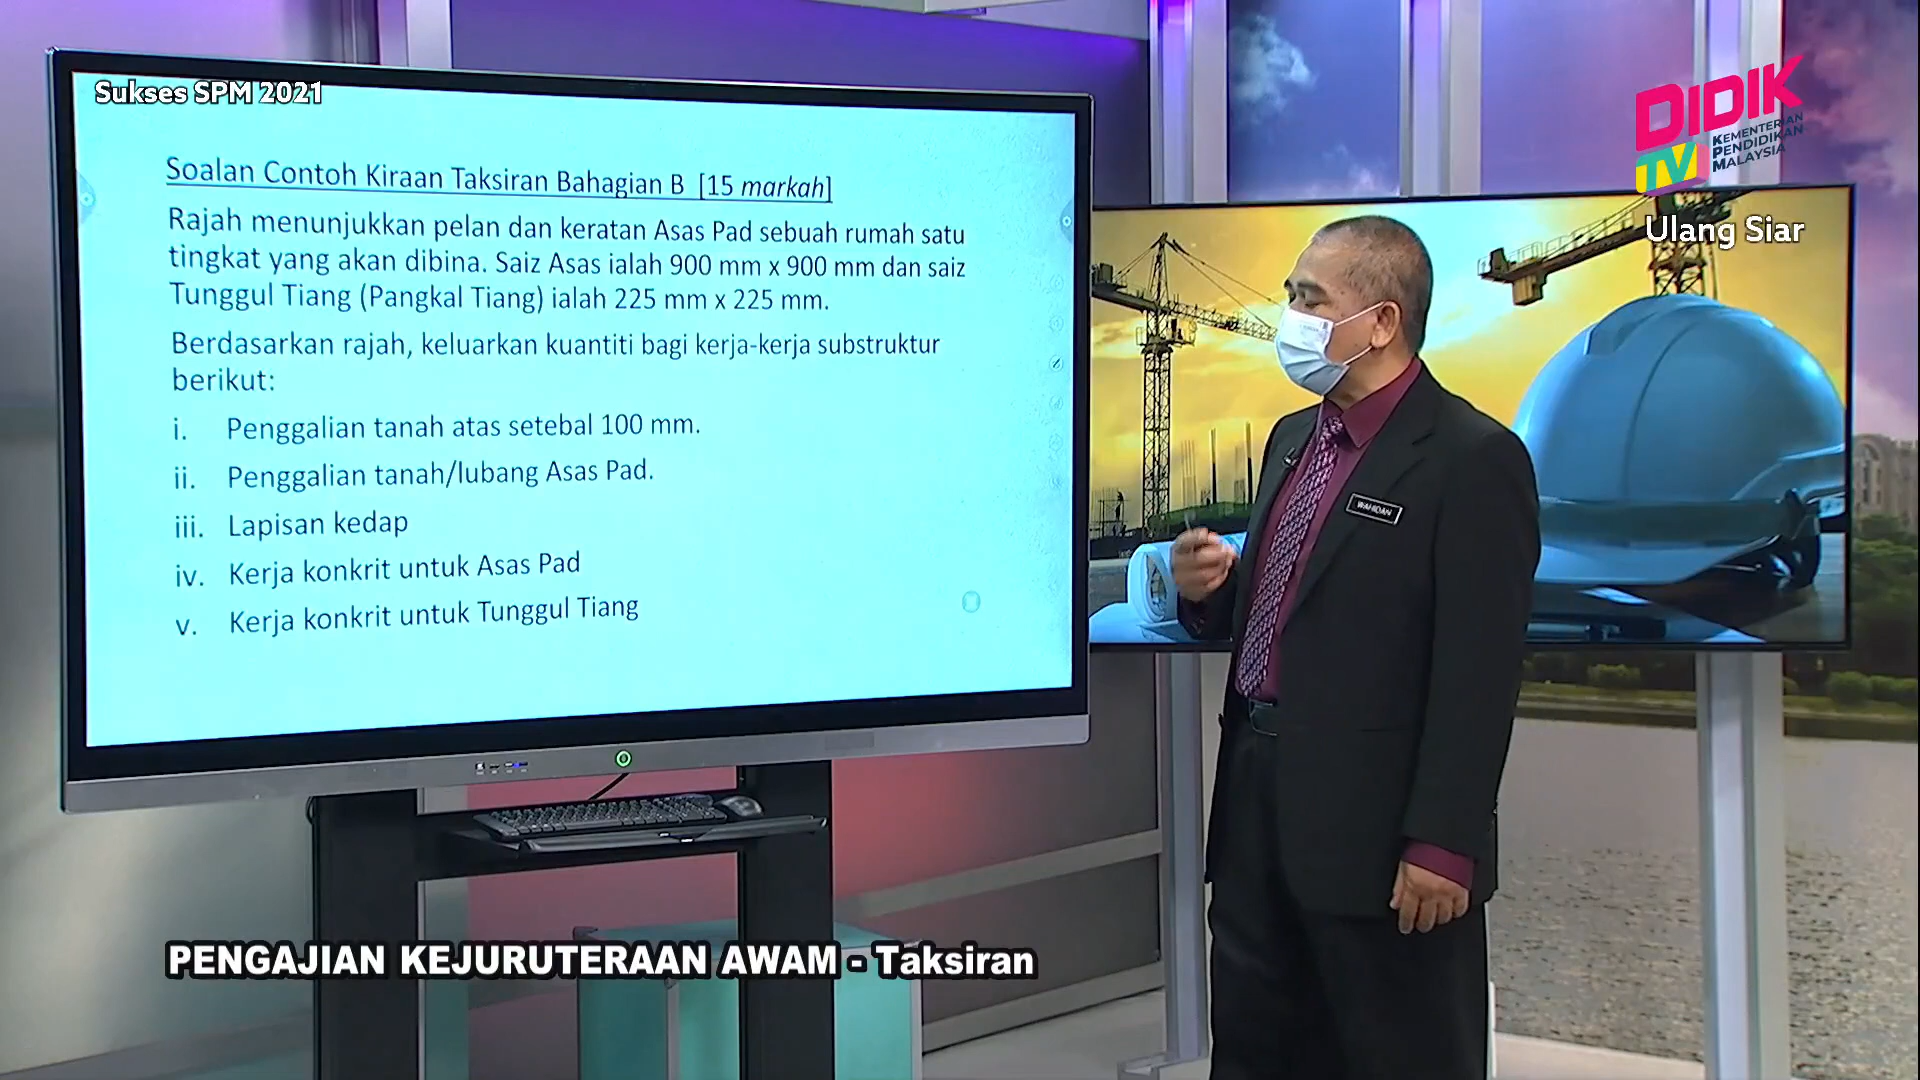 Sukses SPM 2021
Soalan Contoh Kiraan Taksiran Bahagian B [15 markah]
Rajah menunjukkan pelan dan keratan Asas Pad sebuah rumah satu
tingkat yang akan dibina. Saiz Asas ialah 900 mm x 900 mm dan saiz
Tunggul Tiang (Pangkal Tiang) ialah 225 mm x 225 mm.
Berdasarkan rajah, keluarkan kuantiti bagi kerja-kerja substruktur
berikut:
i. Penggalian tanah atas setebal 100 mm.
ii. Penggalian tanah/lubang Asas Pad.
iii. Lapisan kedap
iv. Kerja konkrit untuk Asas Pad
v. Kerja konkrit untuk Tunggul Tiang
DIDIK
TV
KEMENTERIAN
PENDIDIKAN
MALAYSIA
Ulang Siar
WAHIDAN
PENGAJIAN KEJURUTERAAN AWAM - Taksiran